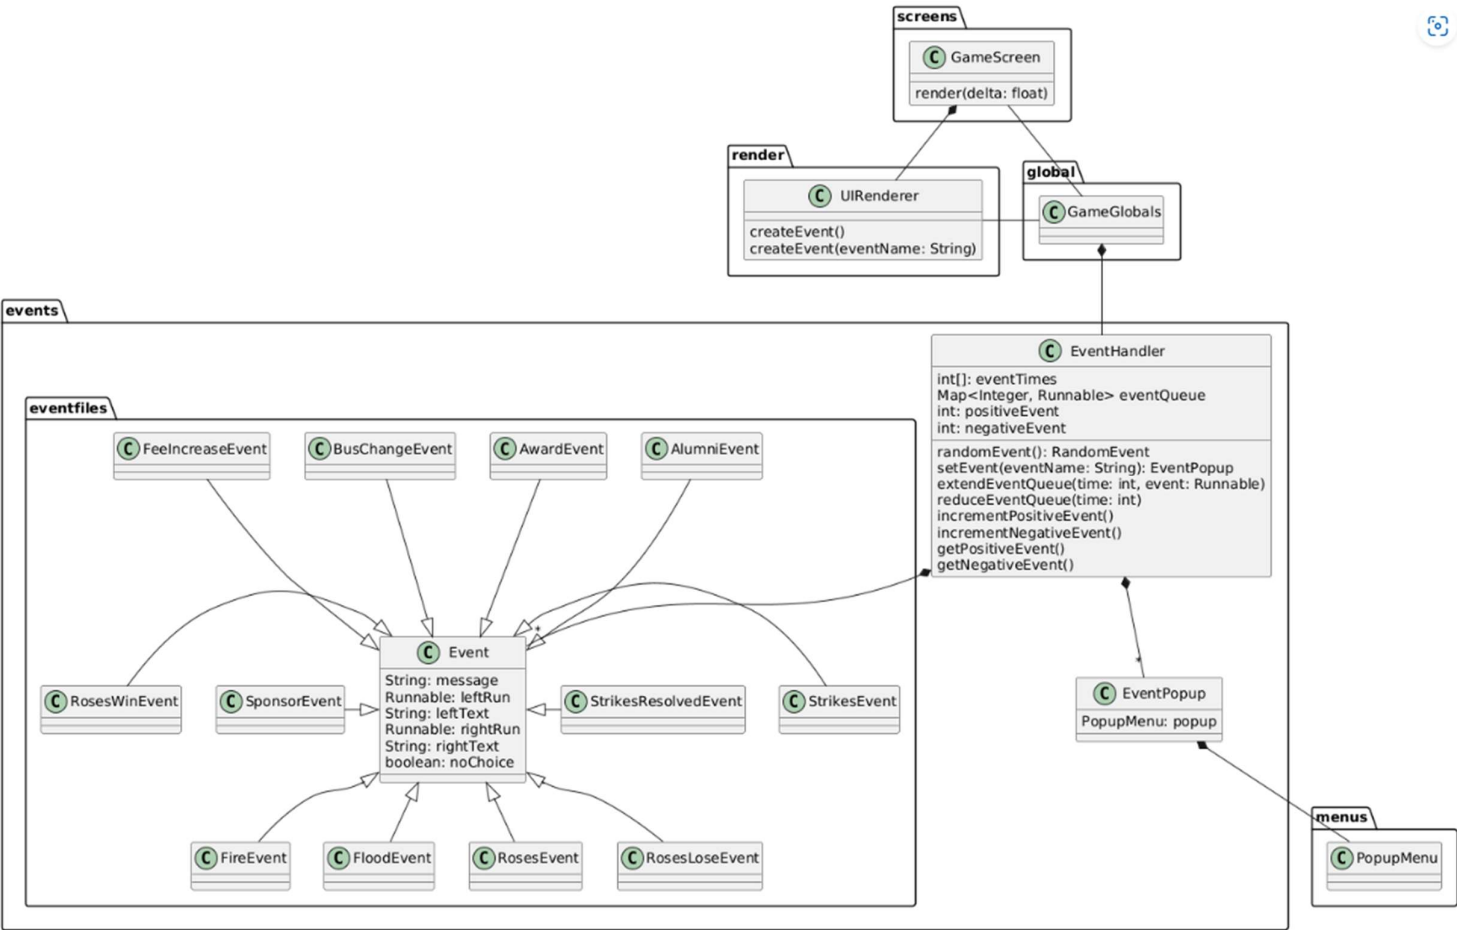 screens
C GameScreen
render(delta: float)
render
C UIRenderer
createEvent()
createEvent(eventName: String)
global
C GameGlobals
events
C EventHandler
int[]: eventTimes
Map<Integer, Runnable> eventQueue
int: positiveEvent
int: negativeEvent
randomEvent(): RandomEvent
setEvent(eventName: String): EventPopup
extendEventQueue(time: int, event: Runnable)
reduceEventQueue(time: int)
incrementPositiveEvent()
incrementNegativeEvent()
getPositiveEvent()
getNegativeEvent()
eventfiles
C FeeIncreaseEvent
C BusChangeEvent
C AwardEvent
C AlumniEvent
*
C Event
String: message
Runnable: leftRun
String: leftText
Runnable: rightRun
String: rightText
boolean: noChoice
C RosesWinEvent
C SponsorEvent
C StrikesResolvedEvent
C StrikesEvent
*
C EventPopup
PopupMenu: popup
C FireEvent
C FloodEvent
C RosesEvent
C RosesLoseEvent
menus
C PopupMenu